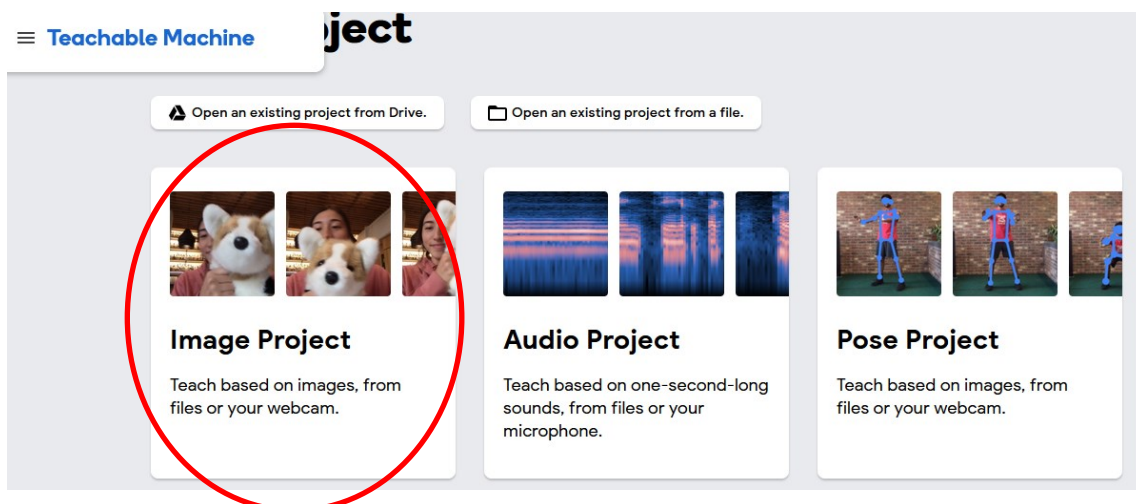 Teachable Machine
ject
Open an existing project from Drive.
Open an existing project from a file.
Image Project
Teach based on images, from
files or your webcam.
Audio Project
Teach based on one-second-long
sounds, from files or your
microphone.
Pose Project
Teach based on images, from
files or your webcam.